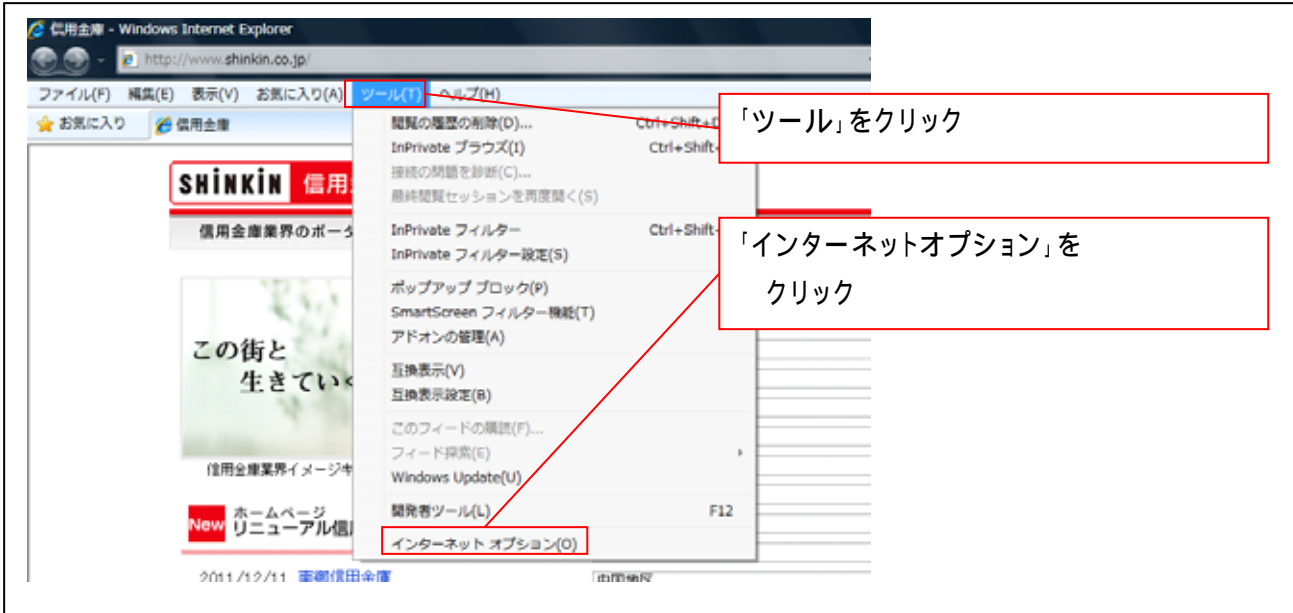 信用金庫 - Windows Internet Explorer
http://www.shinkin.co.jp/
ファイル(F) 編集(E) 表示(V) お気に入り(A) ツール(T) ヘルプ(H)
お気に入り 信用金庫
閲覧の履歴の削除(D)... Ctrl+Shift+D
InPrivate ブラウズ(I) Ctrl+Shift+
接続の問題を診断(C)...
最終閲覧セッションを再度開く(S)
InPrivate フィルター Ctrl+Shift+
InPrivate フィルター設定(S)
ポップアップ ブロック(P)
SmartScreen フィルター機能(T)
アドオンの管理(A)
互換表示(V)
互換表示設定(B)
このフィードの購読(F)...
フィード探索(E)
Windows Update(U)
開発者ツール(L) F12
インターネット オプション(O)
「ツール」をクリック
「インターネットオプション」を
クリック
SHINKIN 信用
信用金庫業界のポータ
この街と
生きていく
信用金庫業界イメージキ
New ホームページ
リニューアル信
2011/12/11 信用金庫
中国地区